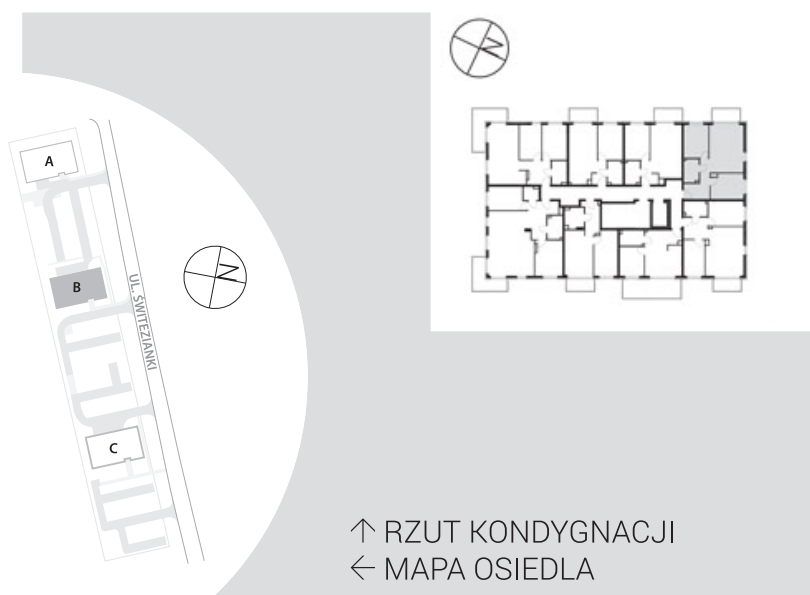 N
A
B
N
UL. ŚWITEZIANKI
C
↑ RZUT KONDYGNACJI
← MAPA OSIEDLA